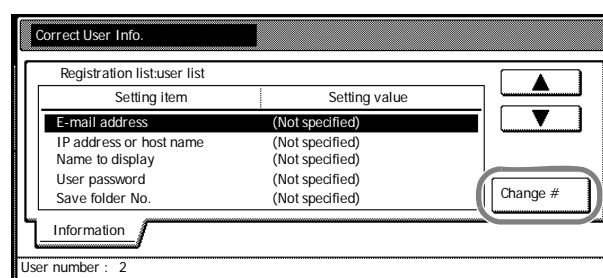 Correct User Info.
Registration list:user list
Setting item Setting value
E-mail address (Not specified)
IP address or host name (Not specified)
Name to display (Not specified)
User password (Not specified)
Save folder No. (Not specified)
Change #
Information
User number : 2